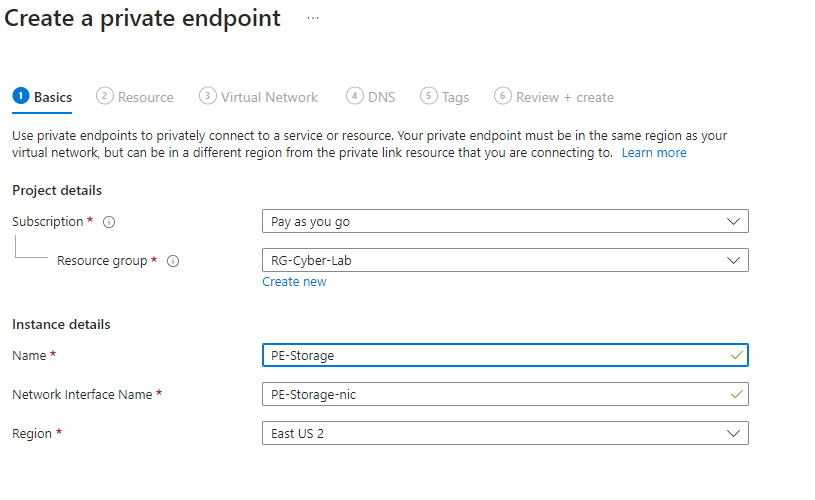 Create a private endpoint ...
1 Basics 2 Resource 3 Virtual Network 4 DNS 5 Tags 6 Review + create
Use private endpoints to privately connect to a service or resource. Your private endpoint must be in the same region as your
virtual network, but can be in a different region from the private link resource that you are connecting to. Learn more
Project details
Subscription * Pay as you go
Resource group * RG-Cyber-Lab
Create new
Instance details
Name * PE-Storage
Network Interface Name * PE-Storage-nic
Region * East US 2